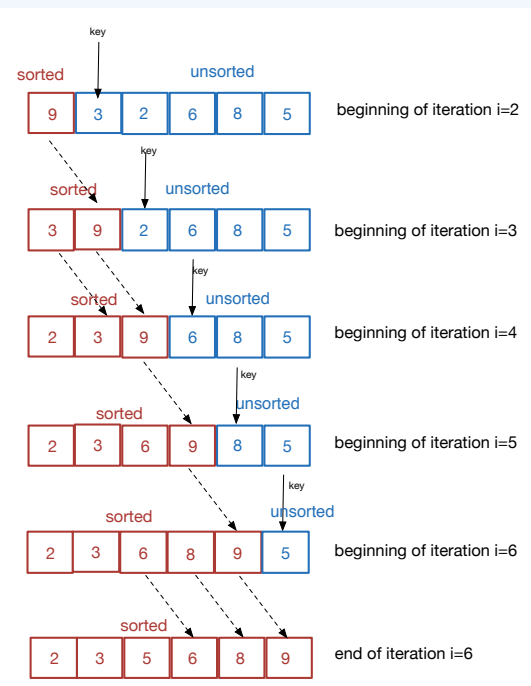 key
sorted unsorted
9 3 2 6 8 5 beginning of iteration i=2
key
sorted unsorted
3 9 2 6 8 5 beginning of iteration i=3
key
sorted unsorted
2 3 9 6 8 5 beginning of iteration i=4
key
sorted unsorted
2 3 6 9 8 5 beginning of iteration i=5
key
sorted unsorted
2 3 6 8 9 5 beginning of iteration i=6
sorted
2 3 5 6 8 9 end of iteration i=6